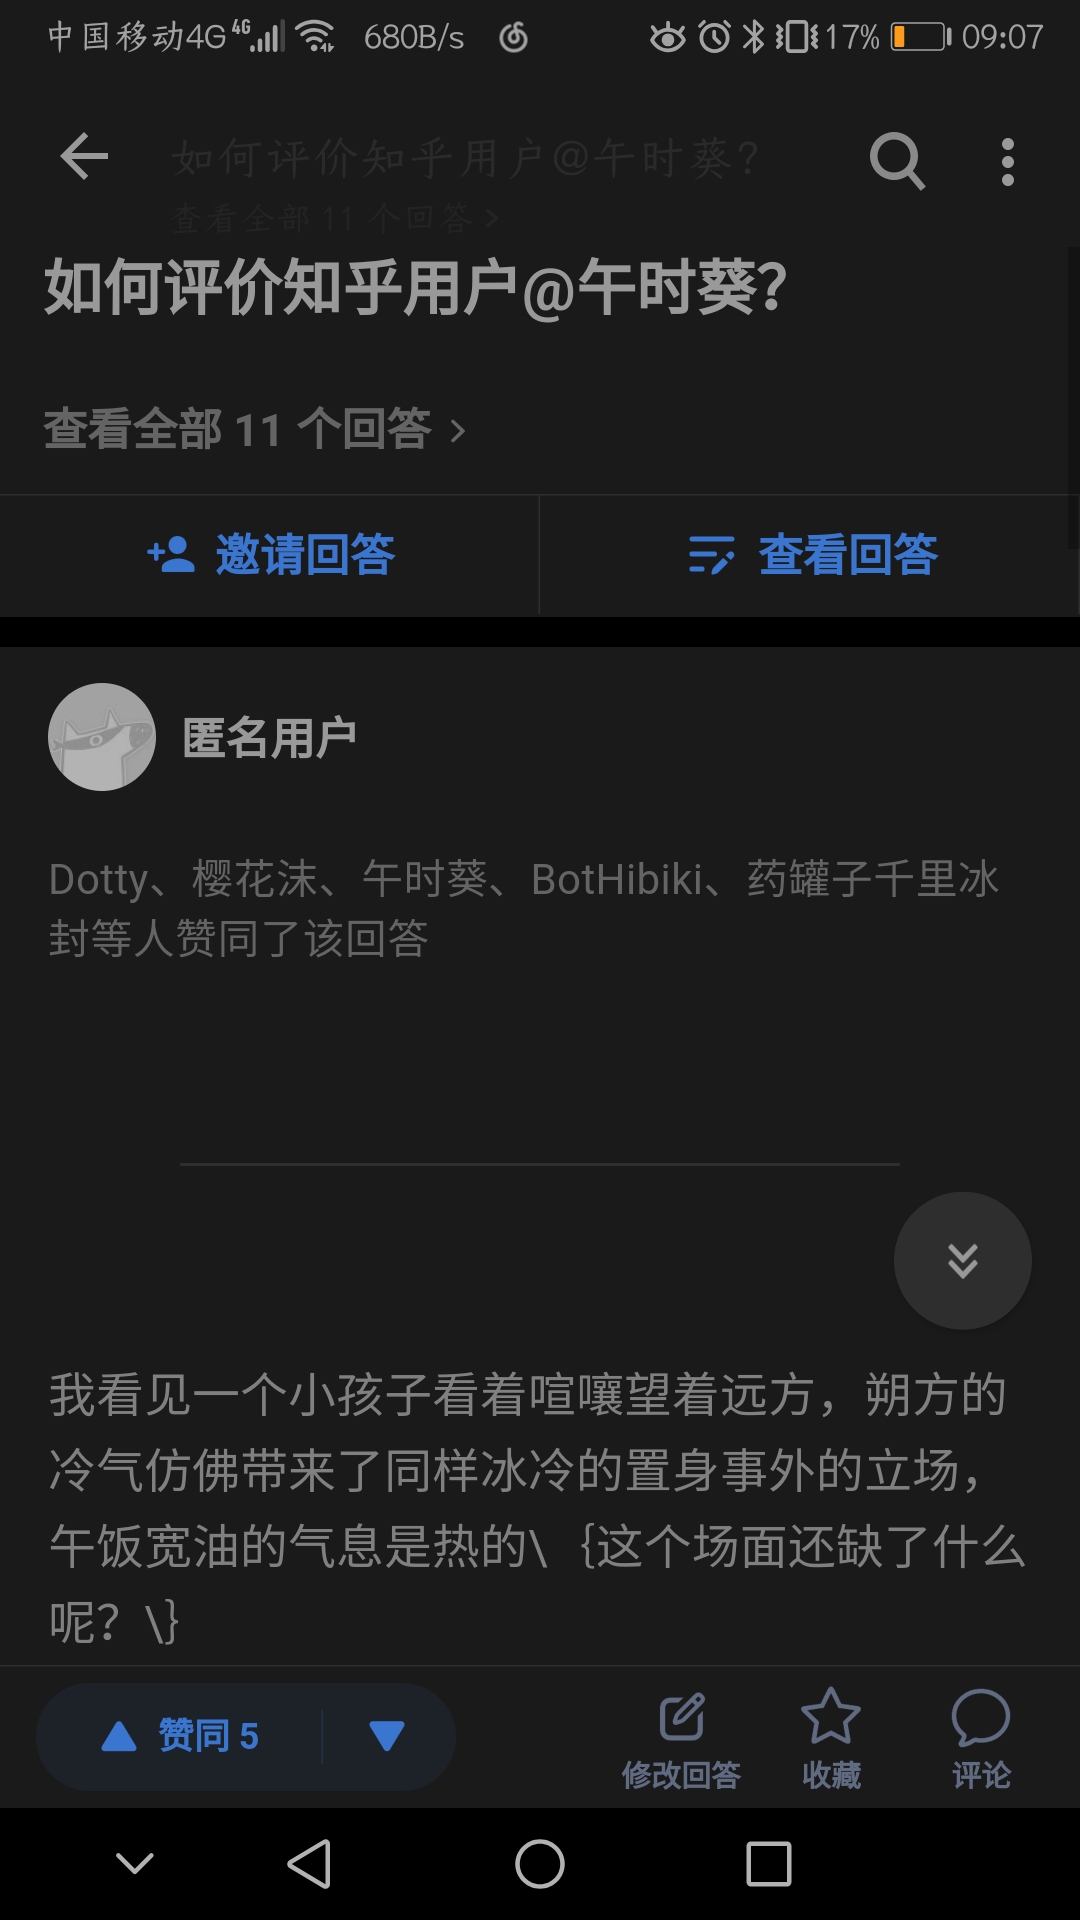 中国移动4G 4G 680B/s 17% 09:07
如何评价知乎用户@午时葵？
查看全部 11 个回答 >
如何评价知乎用户@午时葵？
查看全部 11 个回答 >
邀请回答 查看回答
匿名用户
Dotty、樱花沫、午时葵、BotHibiki、药罐子千里冰
封等人赞同了该回答
我看见一个小孩子看着喧嚷望着远方，朔方的
冷气仿佛带来了同样冰冷的置身事外的立场，
午饭宽油的气息是热的\ {这个场面还缺了什么
呢？\}
赞同 5 修改回答 收藏 评论